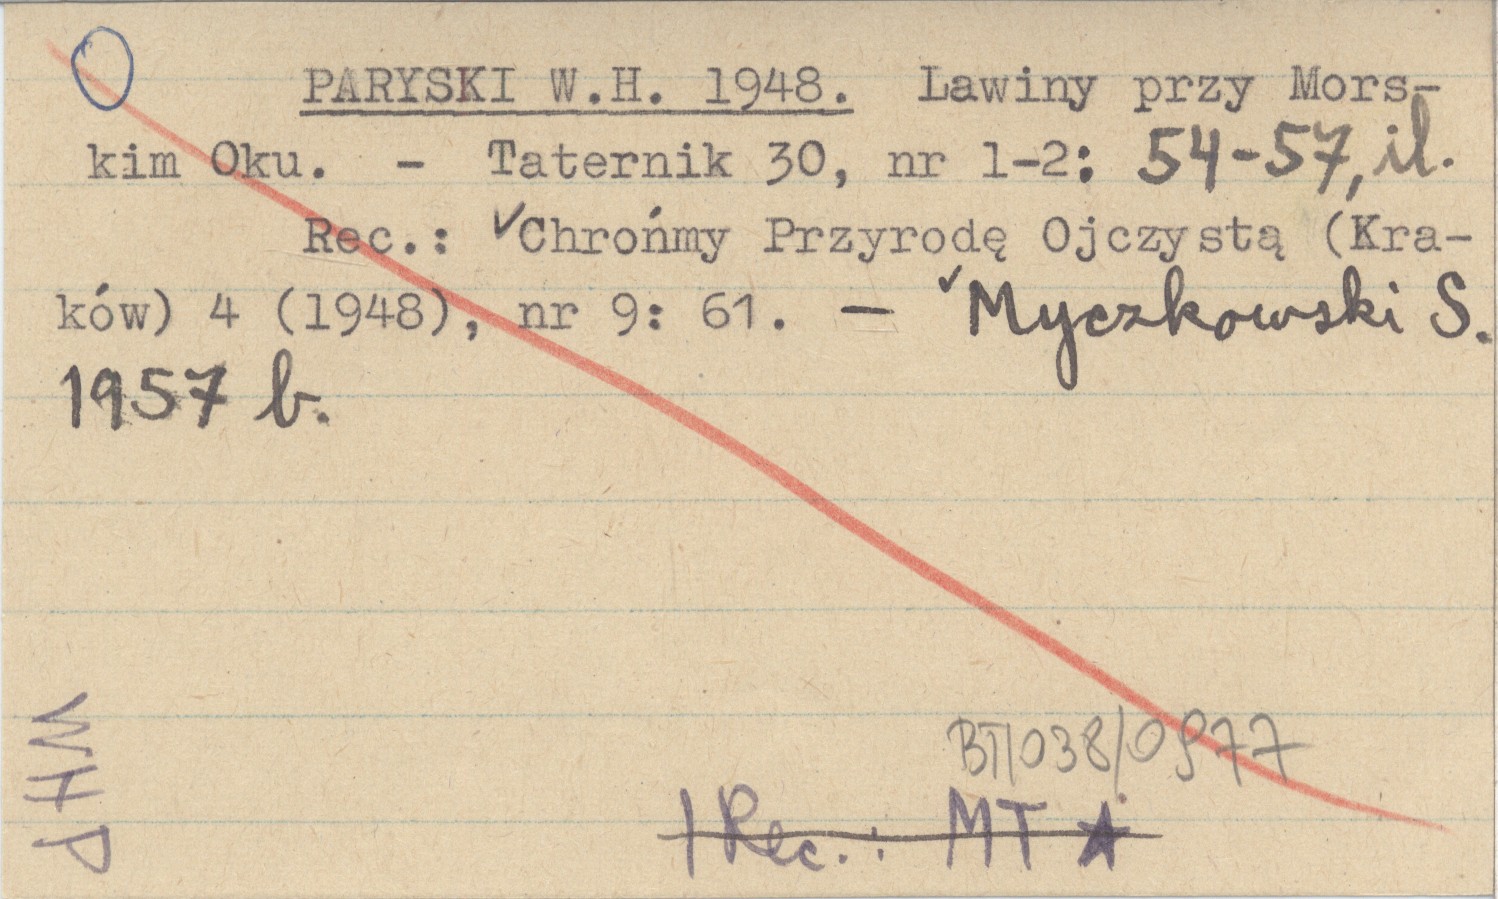 PARYSKI W.H. 1948. Lawiny przy Mors-
kim Oku. - Taternik 30, nr 1-2: 54-57, il.
Rec.: ✓Chrońmy Przyrodę Ojczystą (Kra-
ków) 4 (1948), nr 9: 61. — ✓Myczkowski S.
1957 b.
WHP
BT/038/0977
1 Rec.: MT ★